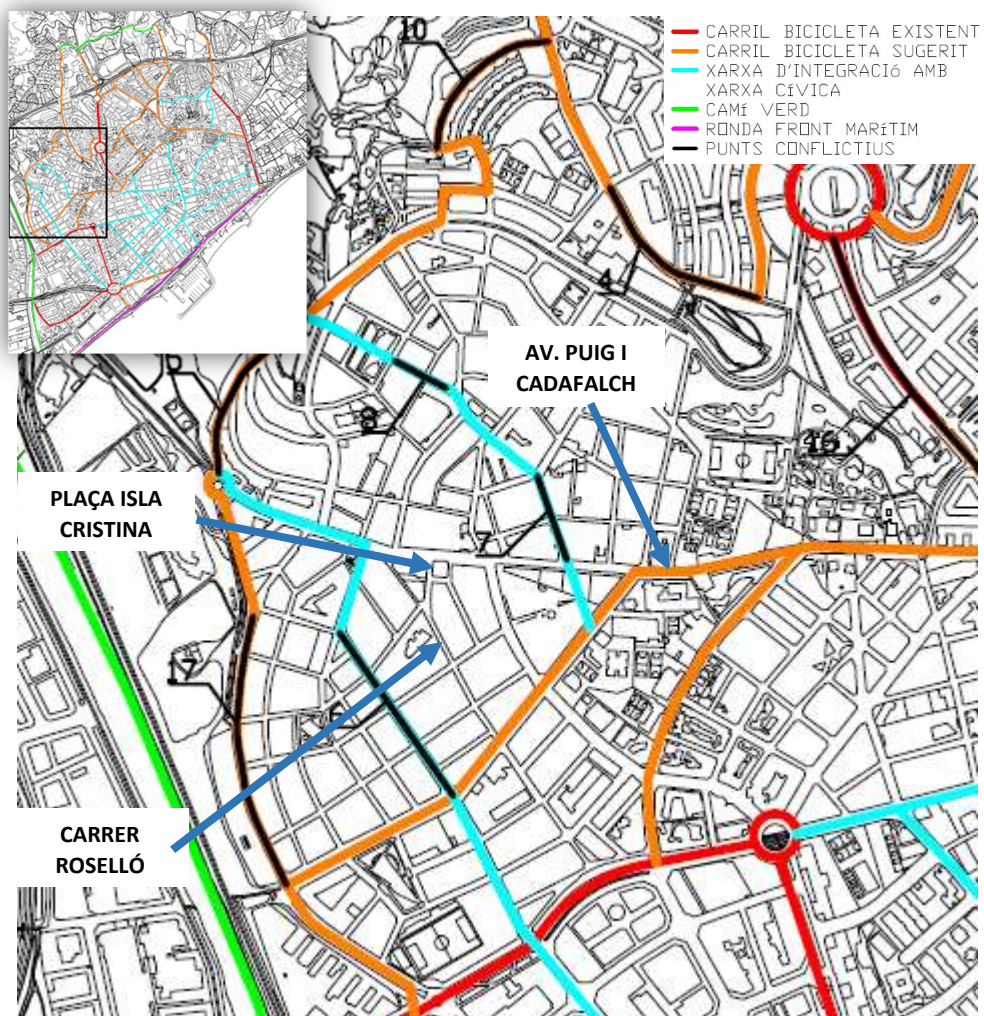 CARRIL BICICLETA EXISTENT
CARRIL BICICLETA SUGERIT
XARXA D'INTEGRACIÓ AMB
XARXA CÍVICA
CAMÍ VERD
RONDA FRONT MARÍTIM
PUNTS CONFLICTIUS
10
4
AV. PUIG I
CADAFALCH
8
16
PLAÇA ISLA
CRISTINA
7
17
CARRER
ROSELLÓ